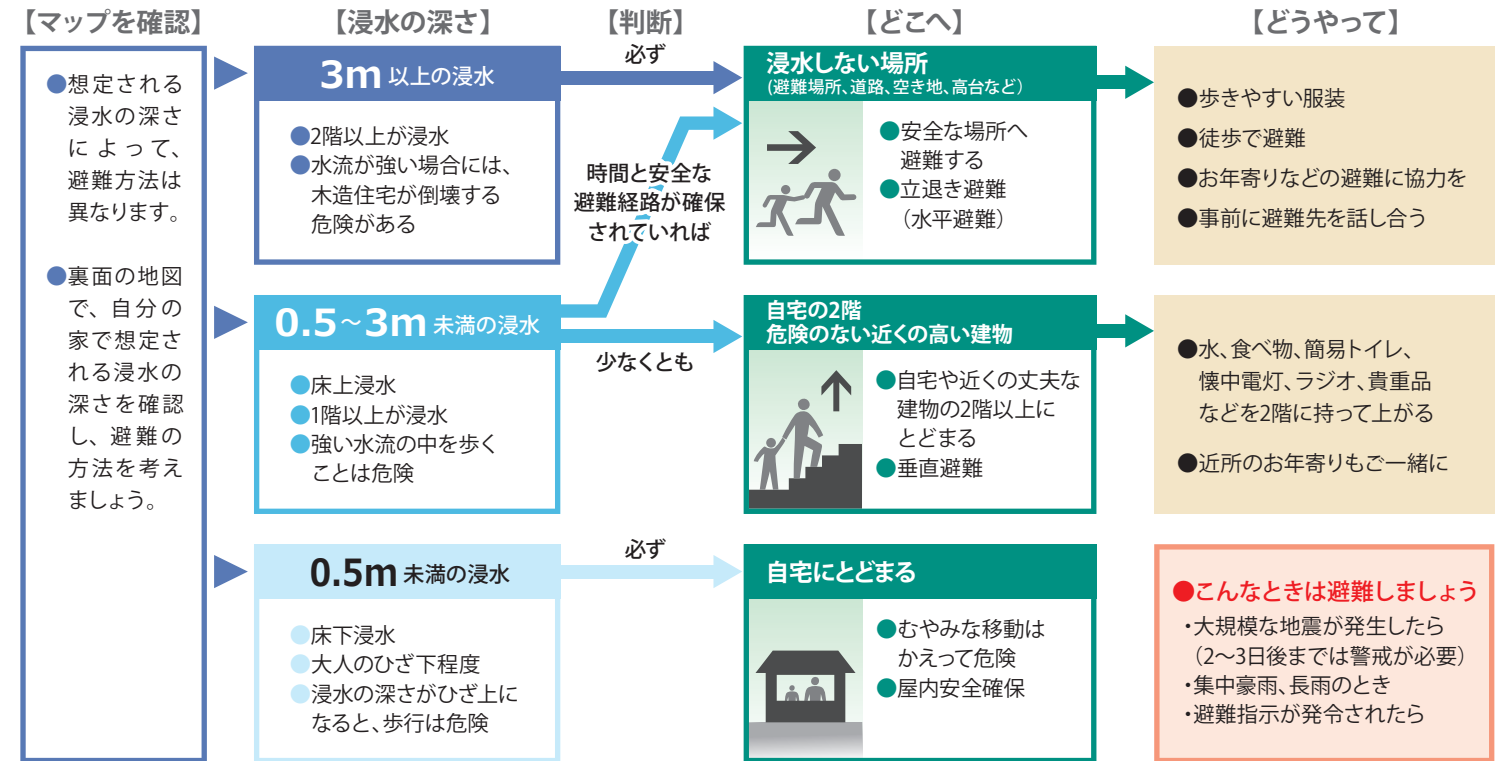 【マップを確認】
【浸水の深さ】
【判断】
【どこへ】
【どうやって】
●想定される
浸水の深さ
によって、
避難方法は
異なります。
●裏面の地図
で、自分の
家で想定さ
れる浸水の
深さを確認
し、避難の
方法を考え
ましょう。
3m 以上の浸水
●2階以上が浸水
●水流が強い場合には、
木造住宅が倒壊する
危険がある
必ず
浸水しない場所
(避難場所、道路、空き地、高台など)
●安全な場所へ
避難する
●立退き避難
(水平避難)
●歩きやすい服装
●徒歩で避難
●お年寄りなどの避難に協力を
●事前に避難先を話し合う
時間と安全な
避難経路が確保
されていれば
0.5～3m 未満の浸水
●床上浸水
●1階以上が浸水
●強い水流の中を歩く
ことは危険
少なくとも
自宅の2階
危険のない近くの高い建物
●自宅や近くの丈夫な
建物の2階以上に
とどまる
●垂直避難
●水、食べ物、簡易トイレ、
懐中電灯、ラジオ、貴重品
などを2階に持って上がる
●近所のお年寄りもご一緒に
0.5m 未満の浸水
●床下浸水
●大人のひざ下程度
●浸水の深さがひざ上に
なると、歩行は危険
必ず
自宅にとどまる
●むやみな移動は
かえって危険
●屋内安全確保
●こんなときは避難しましょう
・大規模な地震が発生したら
(2～3日後までは警戒が必要)
・集中豪雨、長雨のとき
・避難指示が発令されたら